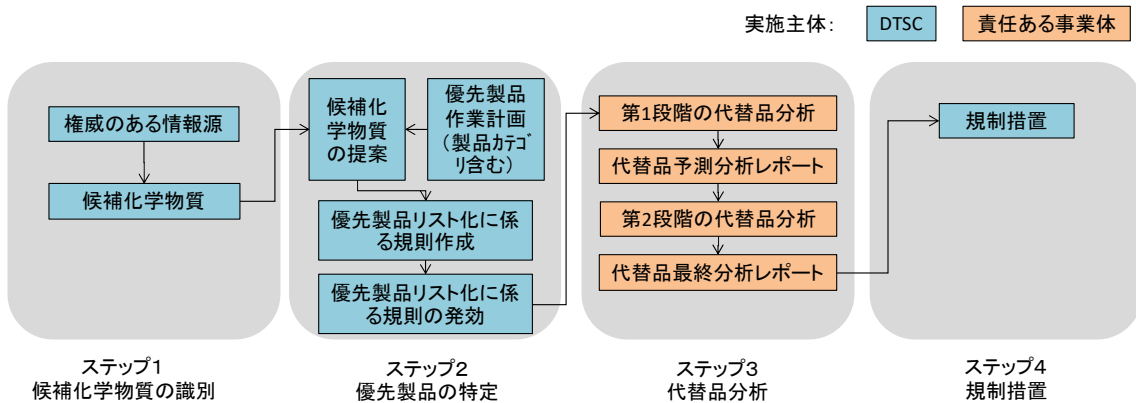 実施主体:
DTSC
責任ある事業体
権威のある情報源
候補化学物質
候補化
学物質
の提案
優先製品
作業計画
(製品ｶﾃｺﾞ
ﾘ含む)
優先製品リスト化に係
る規則作成
優先製品リスト化に係
る規則の発効
第1段階の代替品分析
代替品予測分析レポート
第2段階の代替品分析
代替品最終分析レポート
規制措置
ステップ1
候補化学物質の識別
ステップ2
優先製品の特定
ステップ3
代替品分析
ステップ4
規制措置